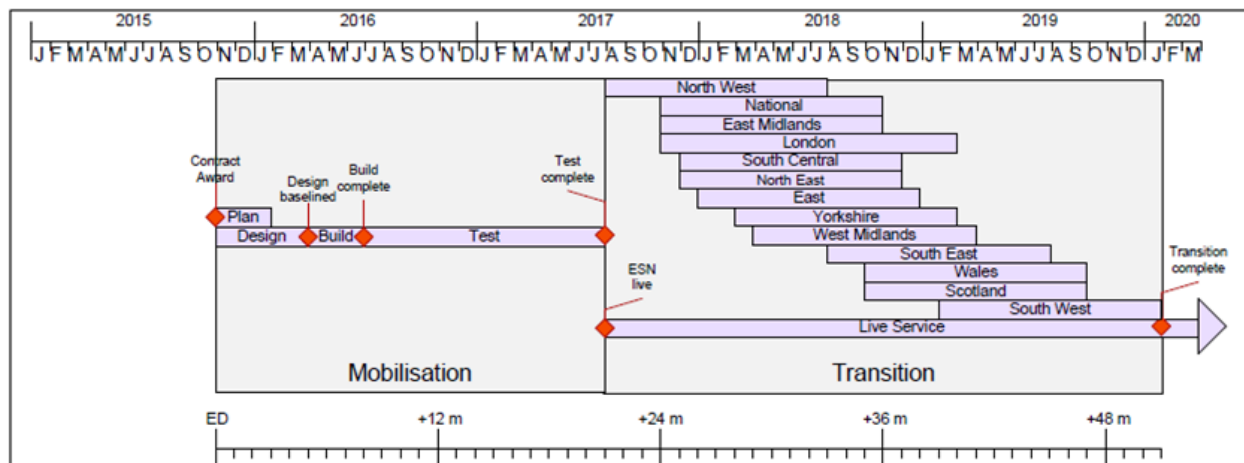 2015 2016 2017 2018 2019 2020
J F M A M J J A S O N D J F M A M J J A S O N D J F M A M J J A S O N D J F M A M J J A S O N D J F M A M J J A S O N D J F M
North West
National
East Midlands
London
South Central
North East
East
Yorkshire
West Midlands
South East
Wales
Scotland
South West
Live Service
Contract
Award
Design
baselined
Build
complete
Test
complete
Plan
Design Build Test
ESN
live
Transition
complete
Mobilisation Transition
ED +12 m +24 m +36 m +48 m